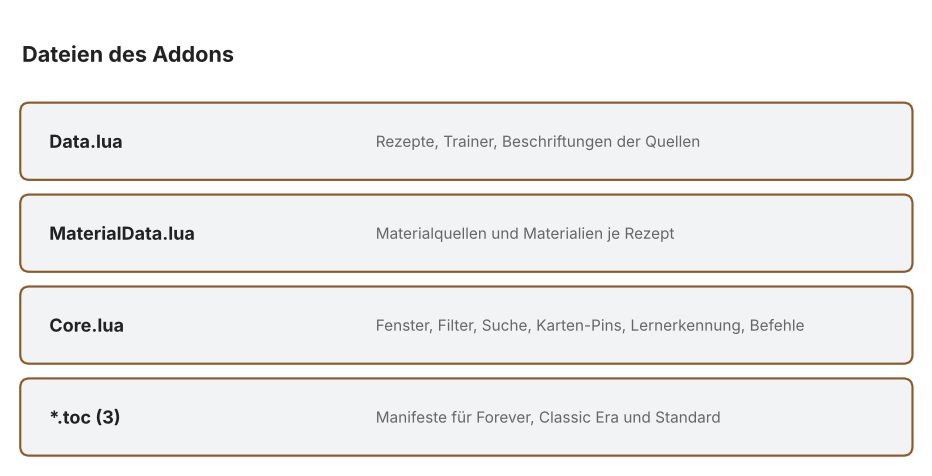 Dateien des Addons
Data.lua
Rezepte, Trainer, Beschriftungen der Quellen
MaterialData.lua
Materialquellen und Materialien je Rezept
Core.lua
Fenster, Filter, Suche, Karten-Pins, Lernerkennung, Befehle
*.toc (3)
Manifeste für Forever, Classic Era und Standard